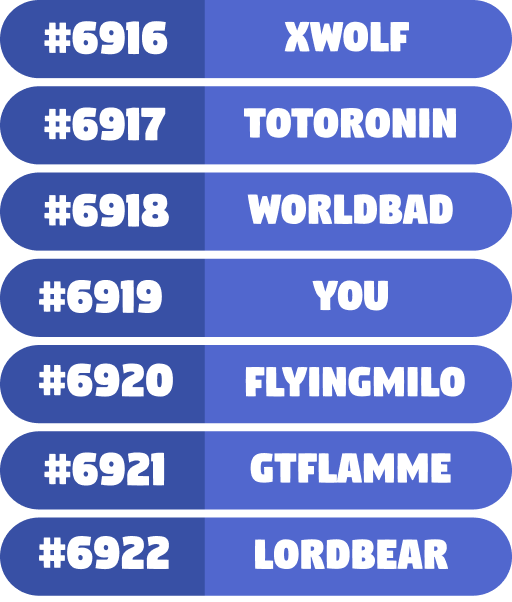 #6916 XWOLF
#6917 TOTORONIN
#6918 WORLDBAD
#6919 YOU
#6920 FLYINGMILO
#6921 GTFLAMME
#6922 LORDBEAR